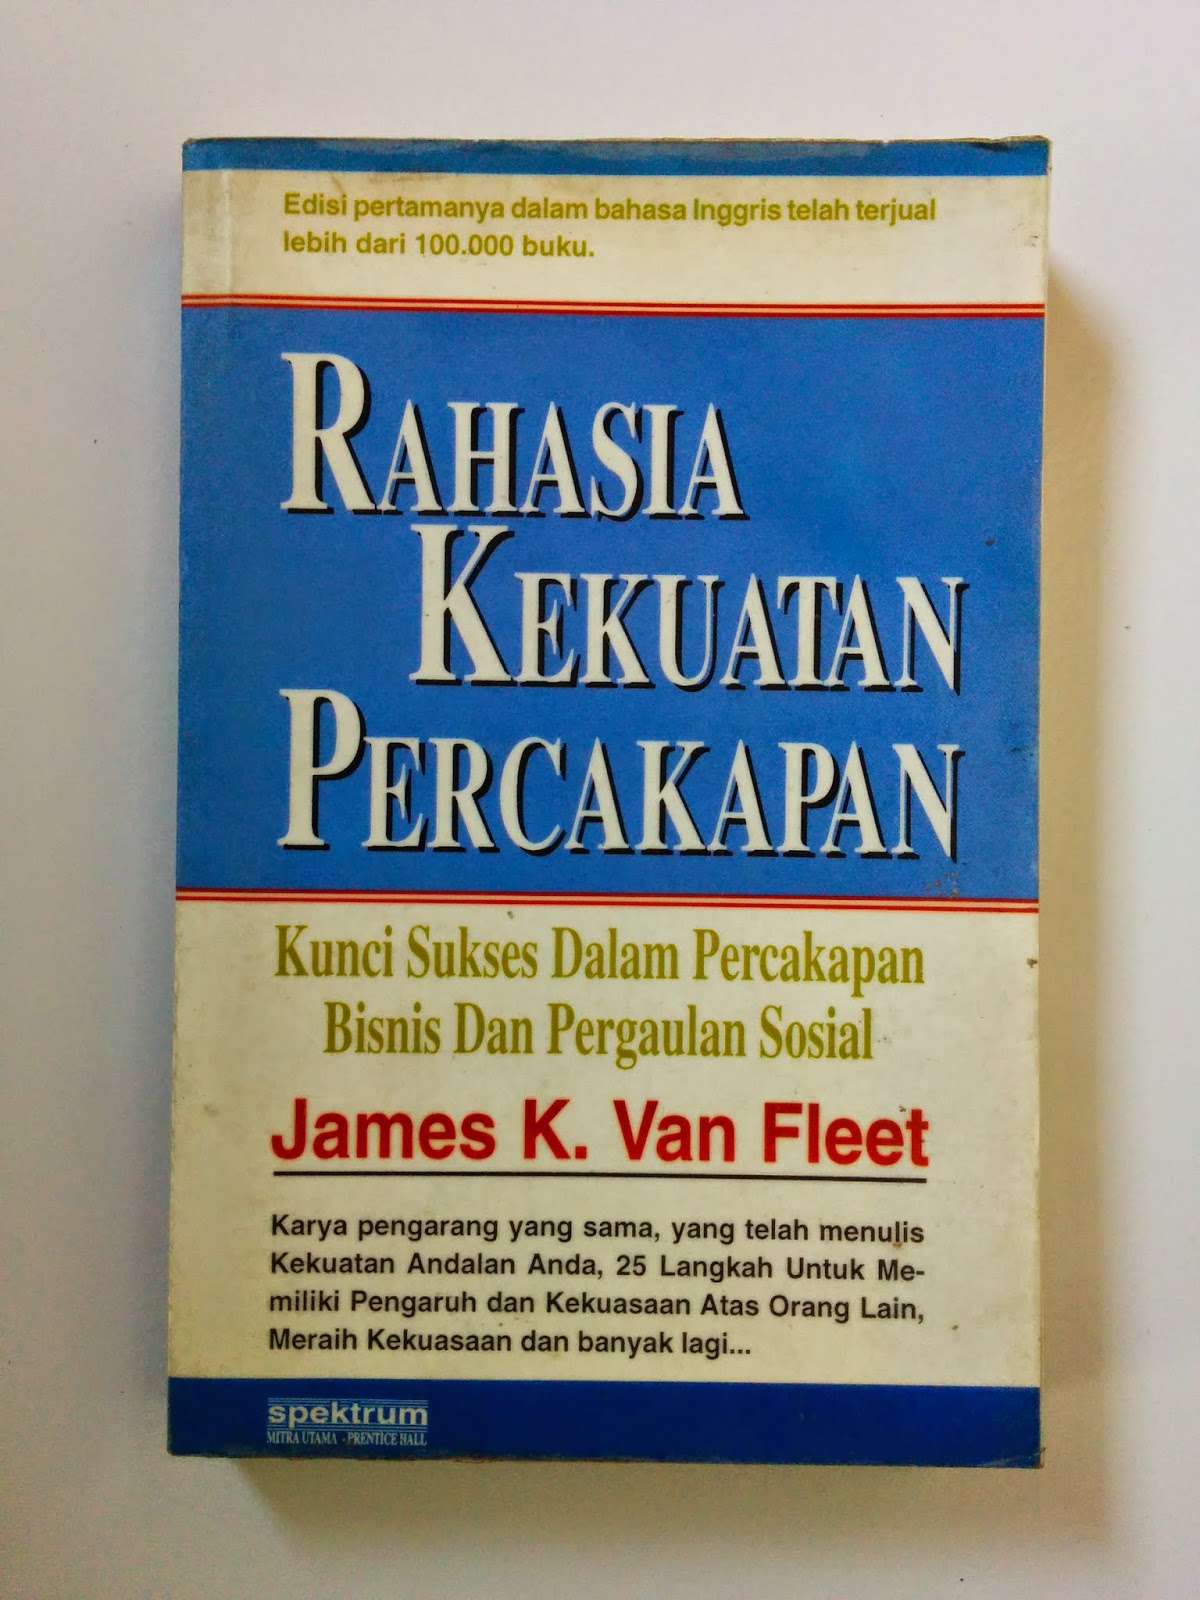 Edisi pertamanya dalam bahasa Inggris telah terjual
lebih dari 100.000 buku.
RAHASIA
KEKUATAN
PERCAKAPAN
Kunci Sukses Dalam Percakapan
Bisnis Dan Pergaulan Sosial
James K. Van Fleet
Karya pengarang yang sama, yang telah menulis
Kekuatan Andalan Anda, 25 Langkah Untuk Me-
miliki Pengaruh dan Kekuasaan Atas Orang Lain,
Meraih Kekuasaan dan banyak lagi...
spektrum
MITRA UTAMA - PRENTICE HALL